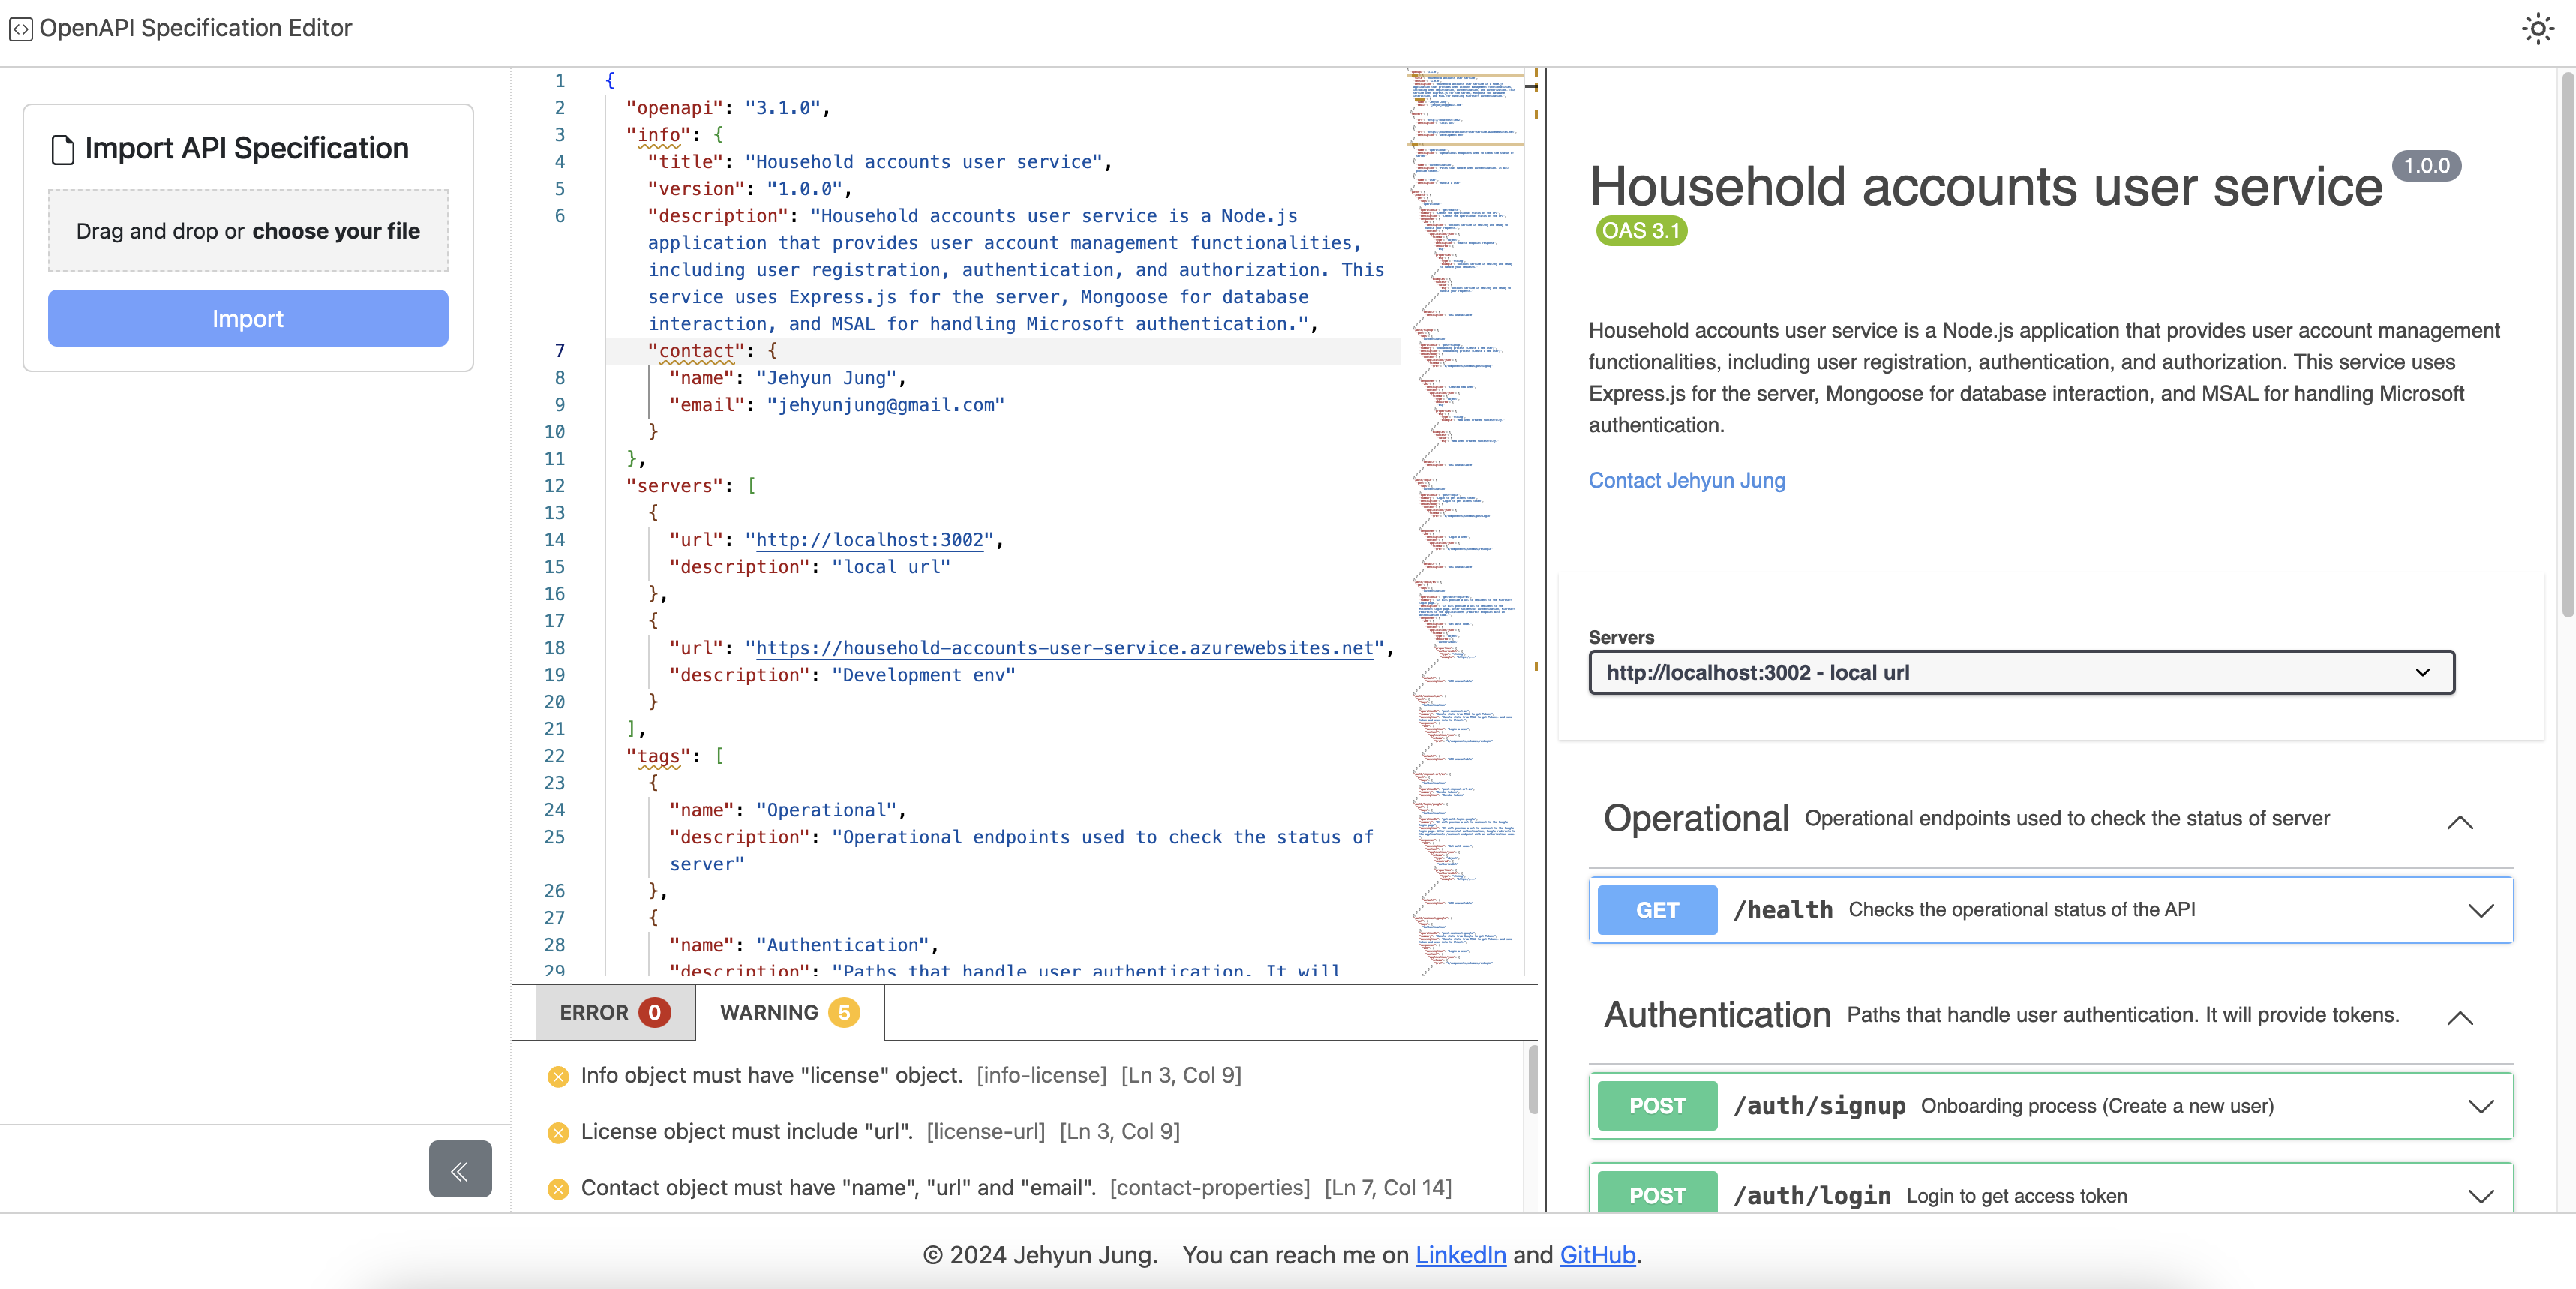 OpenAPI Specification Editor
Import API Specification
Drag and drop or choose your file
Import
1 {
2 "openapi": "3.1.0",
3 "info": {
4 "title": "Household accounts user service",
5 "version": "1.0.0",
6 "description": "Household accounts user service is a Node.js
application that provides user account management functionalities,
including user registration, authentication, and authorization. This
service uses Express.js for the server, Mongoose for database
interaction, and MSAL for handling Microsoft authentication.",
7 "contact": {
8 "name": "Jehyun Jung",
9 "email": "jehyunjung@gmail.com"
10 }
11 },
12 "servers": [
13 {
14 "url": "http://localhost:3002",
15 "description": "local url"
16 },
17 {
18 "url": "https://household-accounts-user-service.azurewebsites.net",
19 "description": "Development env"
20 }
21 ],
22 "tags": [
23 {
24 "name": "Operational",
25 "description": "Operational endpoints used to check the status of
server"
26 },
27 {
28 "name": "Authentication",
29 "description": "Paths that handle user authentication. It will
ERROR 0
WARNING 5
Info object must have "license" object. [info-license] [Ln 3, Col 9]
License object must include "url". [license-url] [Ln 3, Col 9]
Contact object must have "name", "url" and "email". [contact-properties] [Ln 7, Col 14]
Household accounts user service 1.0.0
OAS 3.1
Household accounts user service is a Node.js application that provides user account management
functionalities, including user registration, authentication, and authorization. This service uses
Express.js for the server, Mongoose for database interaction, and MSAL for handling Microsoft
authentication.
Contact Jehyun Jung
Servers
http://localhost:3002 - local url
Operational Operational endpoints used to check the status of server
GET /health Checks the operational status of the API
Authentication Paths that handle user authentication. It will provide tokens.
POST /auth/signup Onboarding process (Create a new user)
POST /auth/login Login to get access token
© 2024 Jehyun Jung. You can reach me on LinkedIn and GitHub.